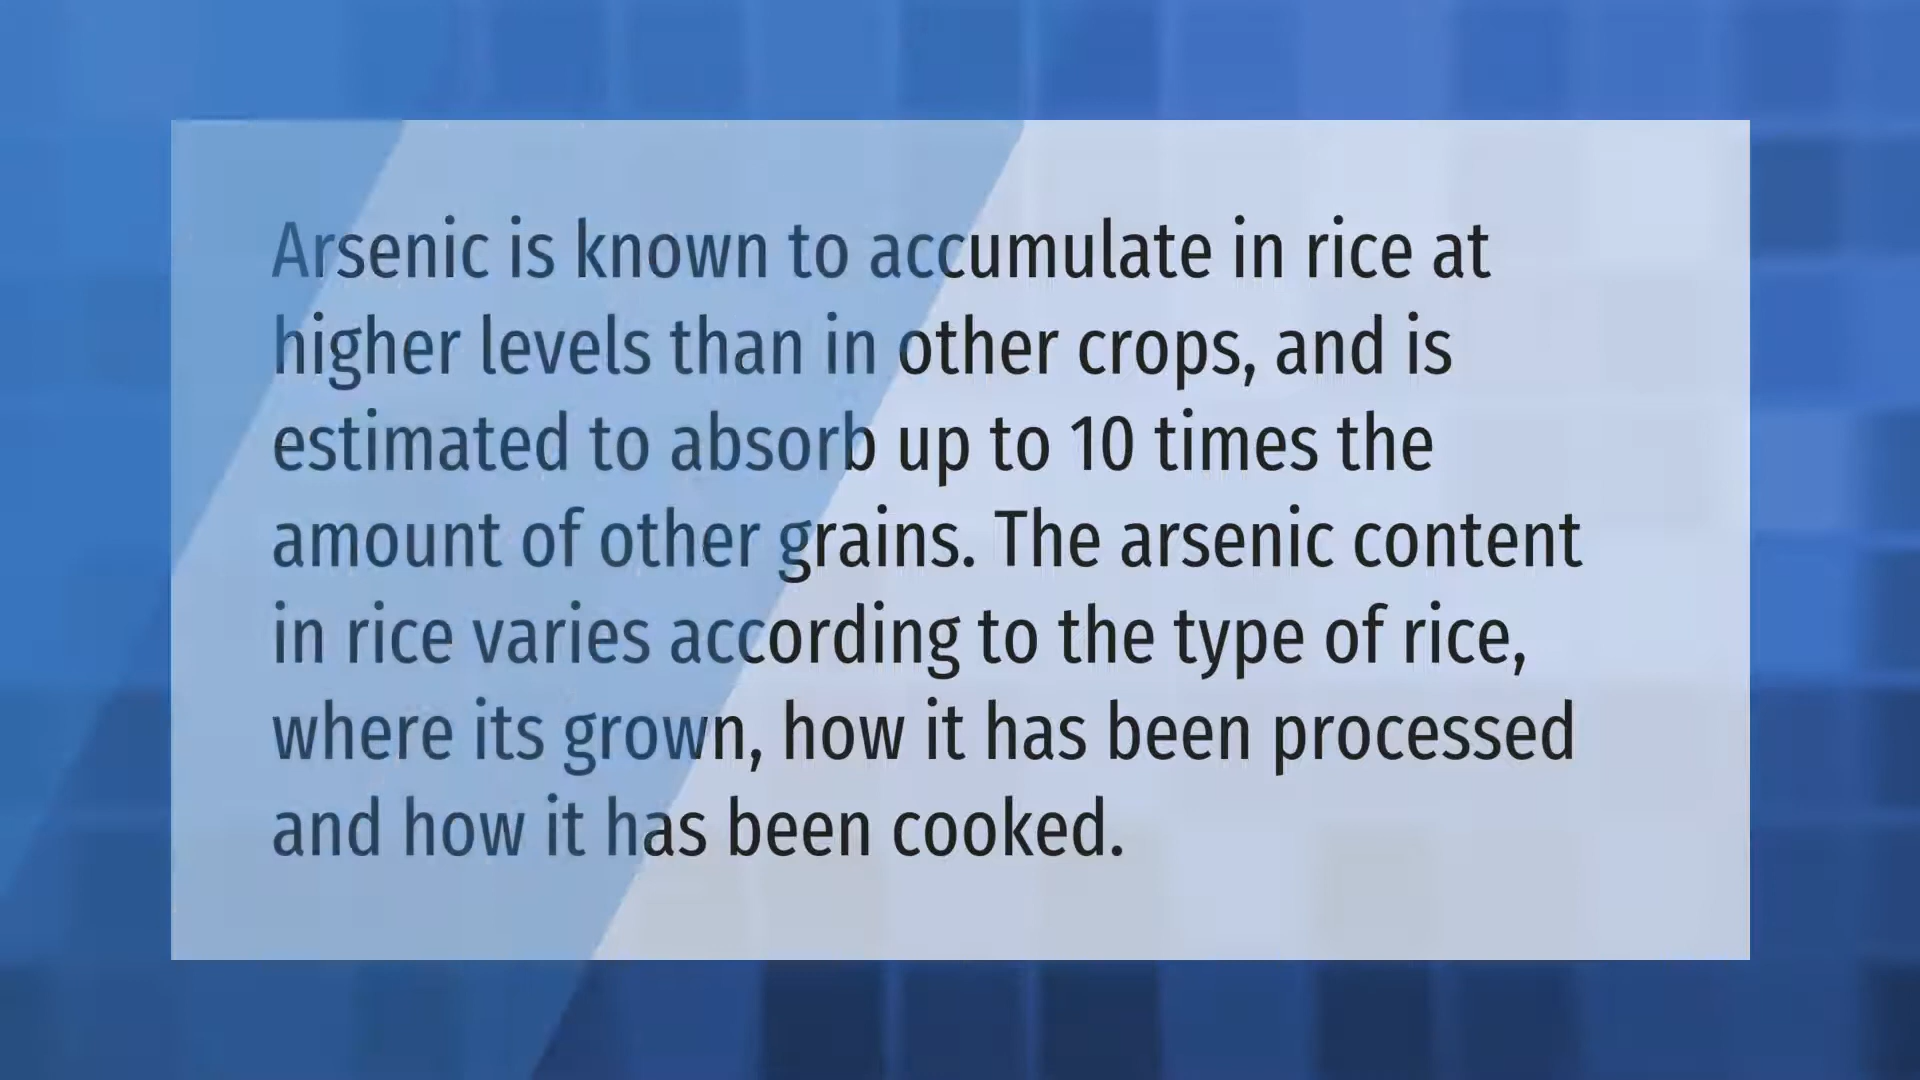 Arsenic is known to accumulate in rice at
higher levels than in other crops, and is
estimated to absorb up to 10 times the
amount of other grains. The arsenic content
in rice varies according to the type of rice,
where its grown, how it has been processed
and how it has been cooked.